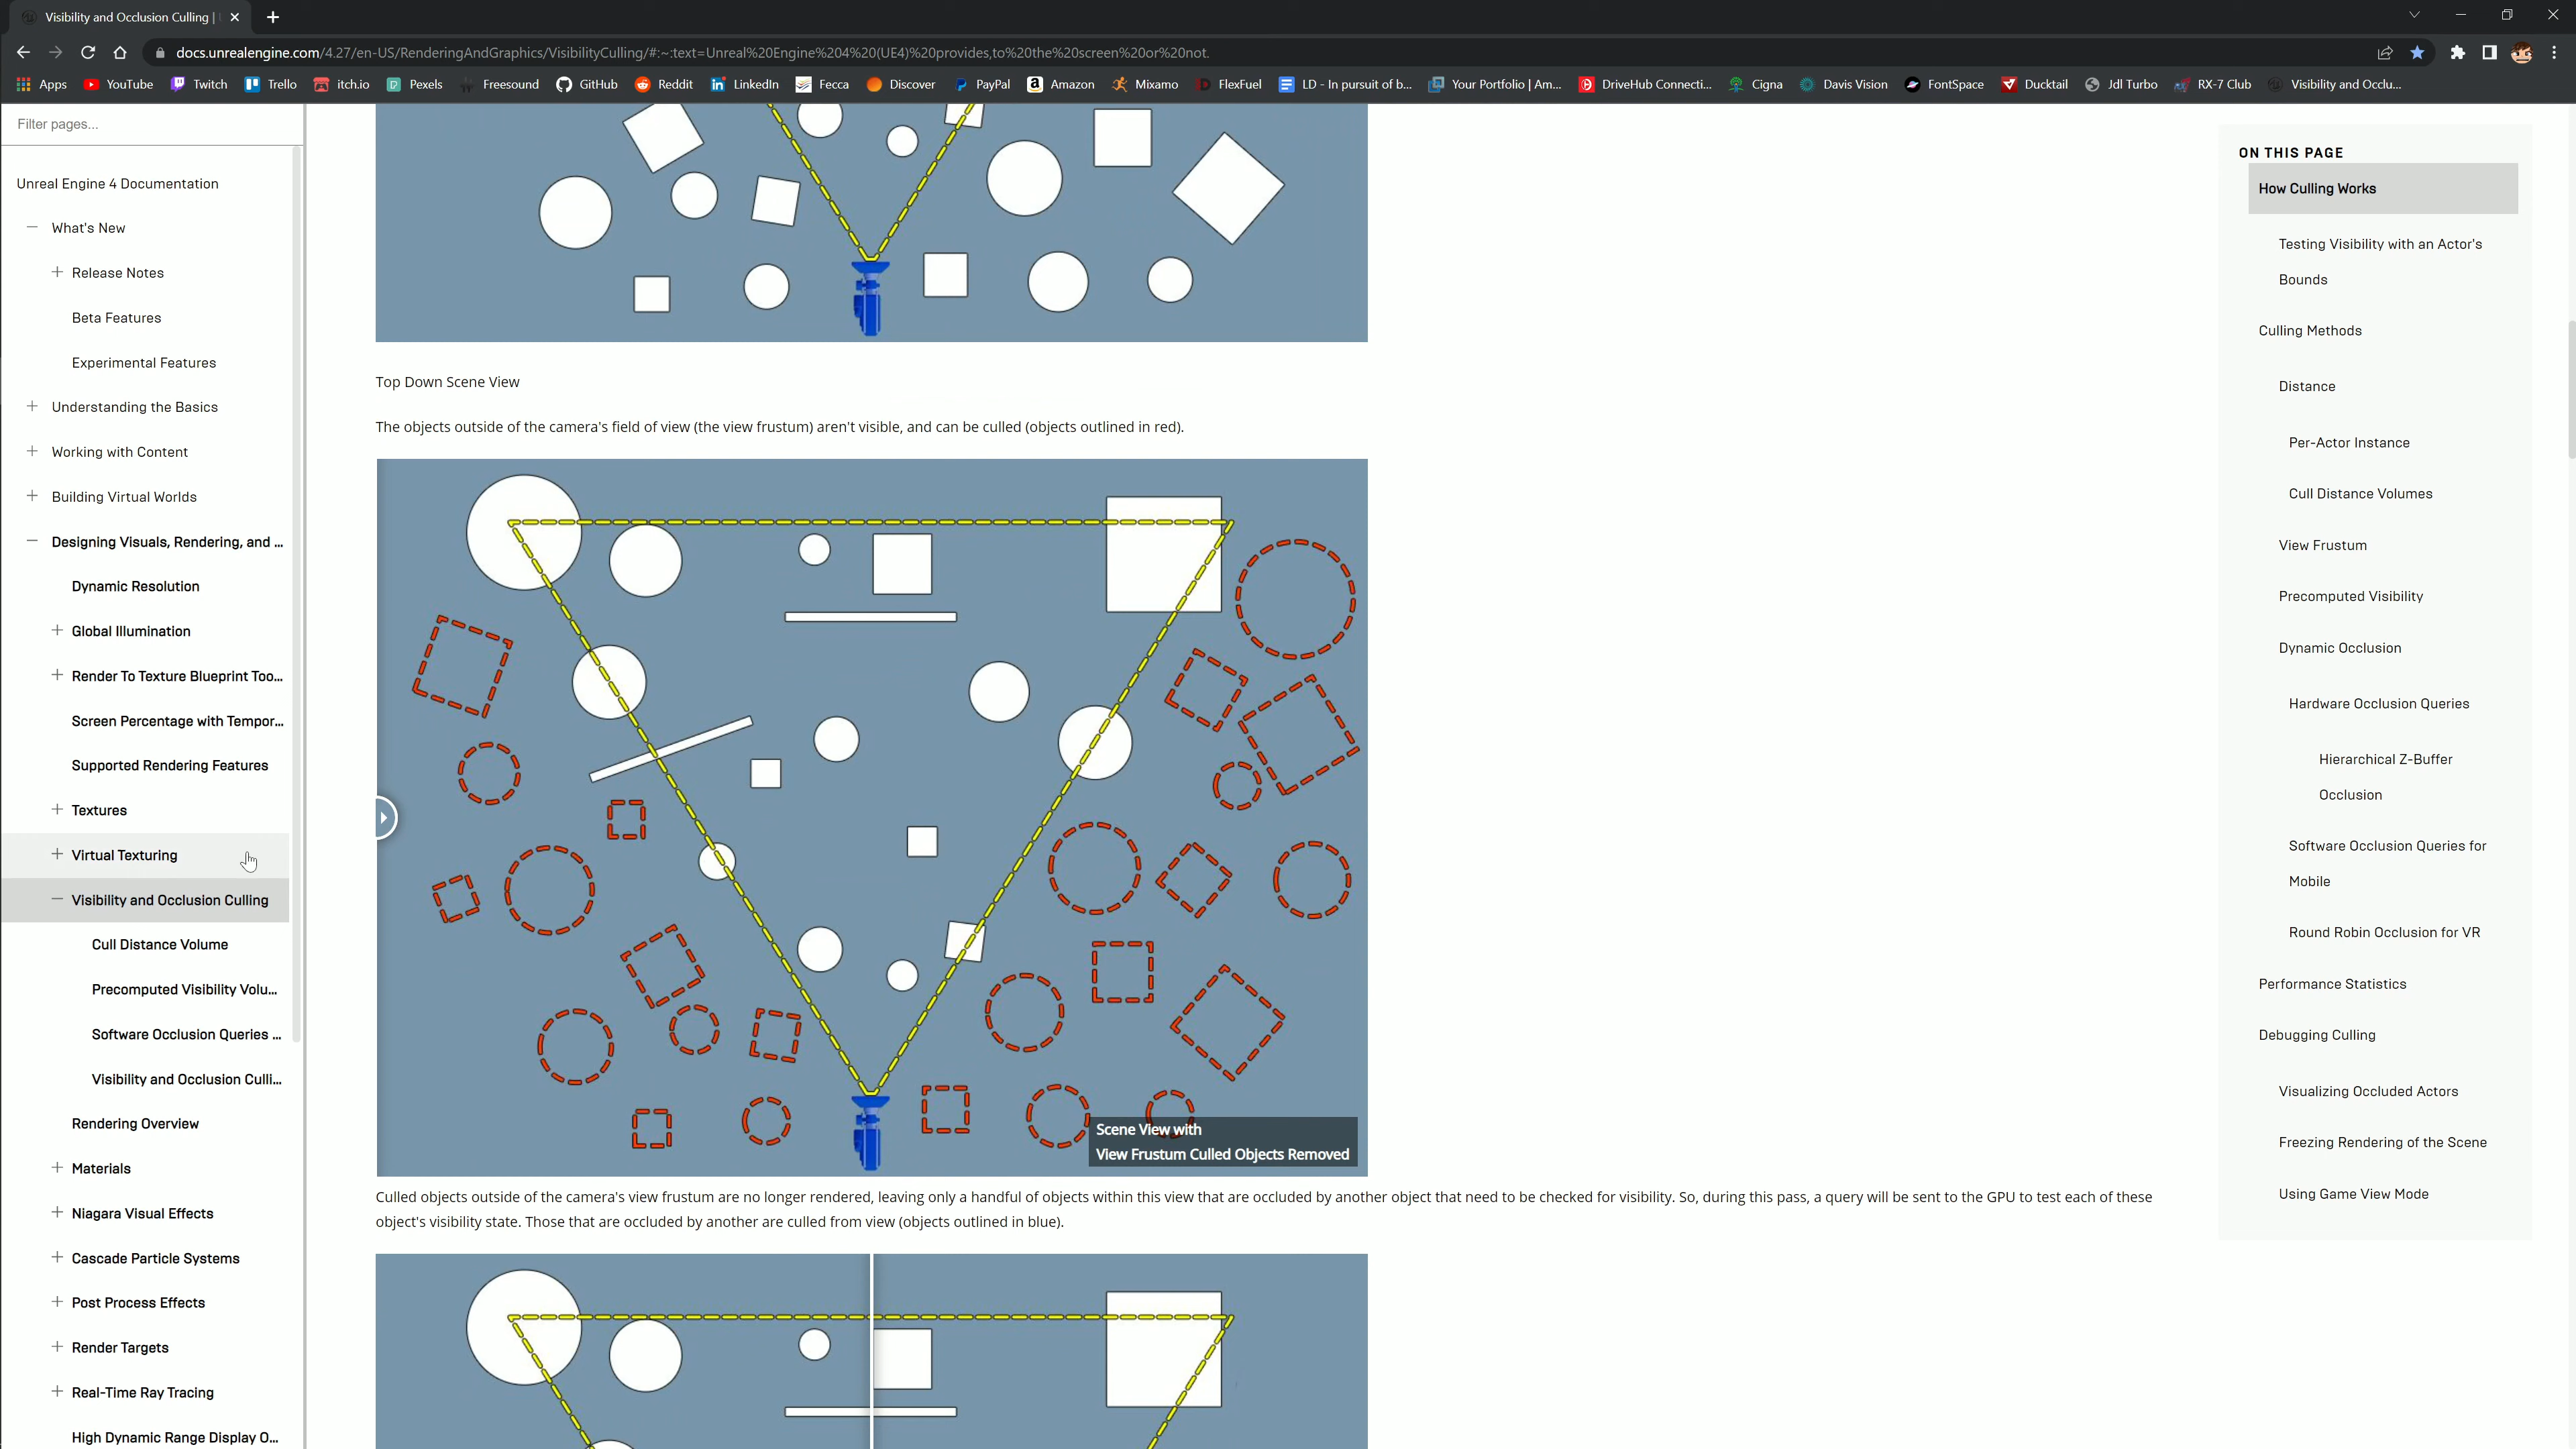 Visibility and Occlusion Culling |
docs.unrealengine.com/4.27/en-US/RenderingAndGraphics/VisibilityCulling/#:~:text=Unreal%20Engine%204%20(UE4)%20provides,to%20the%20screen%20or%20not.
Apps YouTube Twitch Trello itch.io Pexels Freesound GitHub Reddit LinkedIn Fecca Discover PayPal Amazon Mixamo FlexFuel LD - In pursuit of b... Your Portfolio | Am... DriveHub Connecti... Cigna Davis Vision FontSpace Ducktail Jdl Turbo RX-7 Club Visibility and Occlu...
Filter pages...
Unreal Engine 4 Documentation
What's New
Release Notes
Beta Features
Experimental Features
Understanding the Basics
Working with Content
Building Virtual Worlds
Designing Visuals, Rendering, and ...
Dynamic Resolution
Global Illumination
Render To Texture Blueprint Too...
Screen Percentage with Tempor...
Supported Rendering Features
Textures
Virtual Texturing
Visibility and Occlusion Culling
Cull Distance Volume
Precomputed Visibility Volu...
Software Occlusion Queries ...
Visibility and Occlusion Culli...
Rendering Overview
Materials
Niagara Visual Effects
Cascade Particle Systems
Post Process Effects
Render Targets
Real-Time Ray Tracing
High Dynamic Range Display O...
Top Down Scene View
The objects outside of the camera's field of view (the view frustum) aren't visible, and can be culled (objects outlined in red).
Scene View with
View Frustum Culled Objects Removed
Culled objects outside of the camera's view frustum are no longer rendered, leaving only a handful of objects within this view that are occluded by another object that need to be checked for visibility. So, during this pass, a query will be sent to the GPU to test each of these
object's visibility state. Those that are occluded by another are culled from view (objects outlined in blue).
ON THIS PAGE
How Culling Works
Testing Visibility with an Actor's
Bounds
Culling Methods
Distance
Per-Actor Instance
Cull Distance Volumes
View Frustum
Precomputed Visibility
Dynamic Occlusion
Hardware Occlusion Queries
Hierarchical Z-Buffer
Occlusion
Software Occlusion Queries for
Mobile
Round Robin Occlusion for VR
Performance Statistics
Debugging Culling
Visualizing Occluded Actors
Freezing Rendering of the Scene
Using Game View Mode